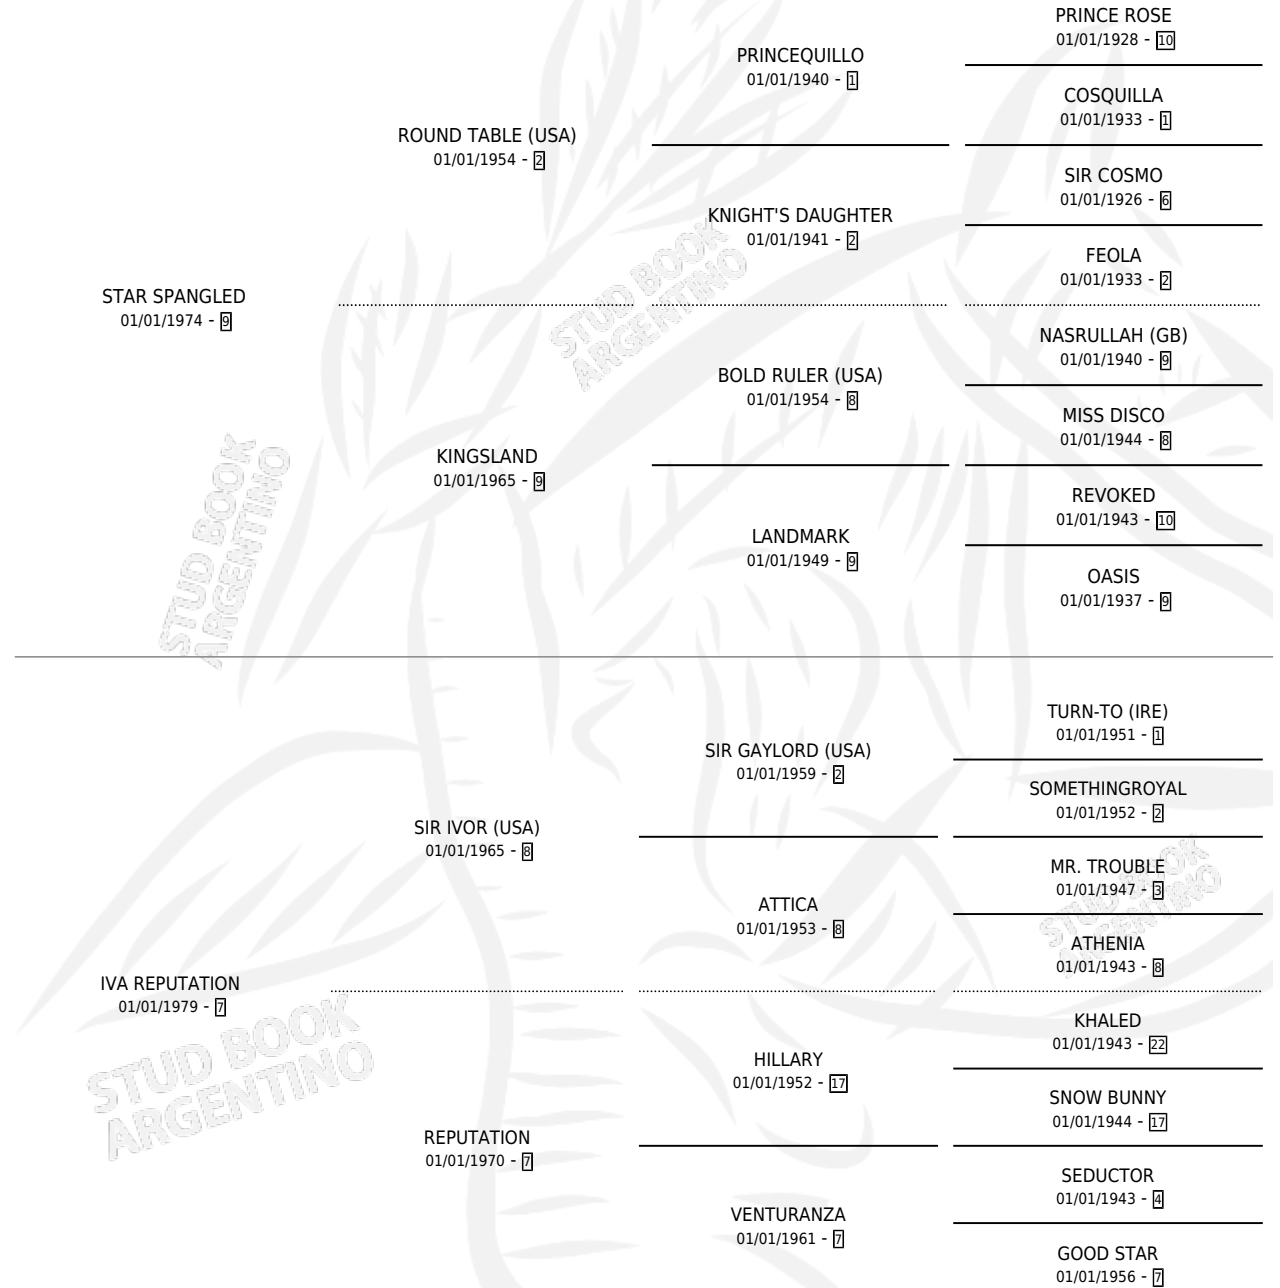 PRINCE ROSE
01/01/1928 - 10
PRINCEQUILLO
01/01/1940 - 1
COSQUILLA
01/01/1933 - 1
ROUND TABLE (USA)
01/01/1954 - 2
SIR COSMO
01/01/1926 - 6
KNIGHT'S DAUGHTER
01/01/1941 - 2
FEOLA
01/01/1933 - 2
STAR SPANGLED
01/01/1974 - 9
NASRULLAH (GB)
01/01/1940 - 9
BOLD RULER (USA)
01/01/1954 - 8
MISS DISCO
01/01/1944 - 8
KINGSLAND
01/01/1965 - 9
REVOKED
01/01/1943 - 10
LANDMARK
01/01/1949 - 9
OASIS
01/01/1937 - 9
STUD BOOK
ARGENTINO
STUD BOOK
ARGENTINO
TURN-TO (IRE)
01/01/1951 - 1
SIR GAYLORD (USA)
01/01/1959 - 2
SOMETHINGROYAL
01/01/1952 - 2
SIR IVOR (USA)
01/01/1965 - 8
MR. TROUBLE
01/01/1947 - 3
ATTICA
01/01/1953 - 8
ATHENIA
01/01/1943 - 8
IVA REPUTATION
01/01/1979 - 7
KHALED
01/01/1943 - 22
HILLARY
01/01/1952 - 17
SNOW BUNNY
01/01/1944 - 17
REPUTATION
01/01/1970 - 7
SEDUCTOR
01/01/1943 - 4
VENTURANZA
01/01/1961 - 7
GOOD STAR
01/01/1956 - 7
STUD BOOK
ARGENTINO
STUD BOOK
ARGENTINO